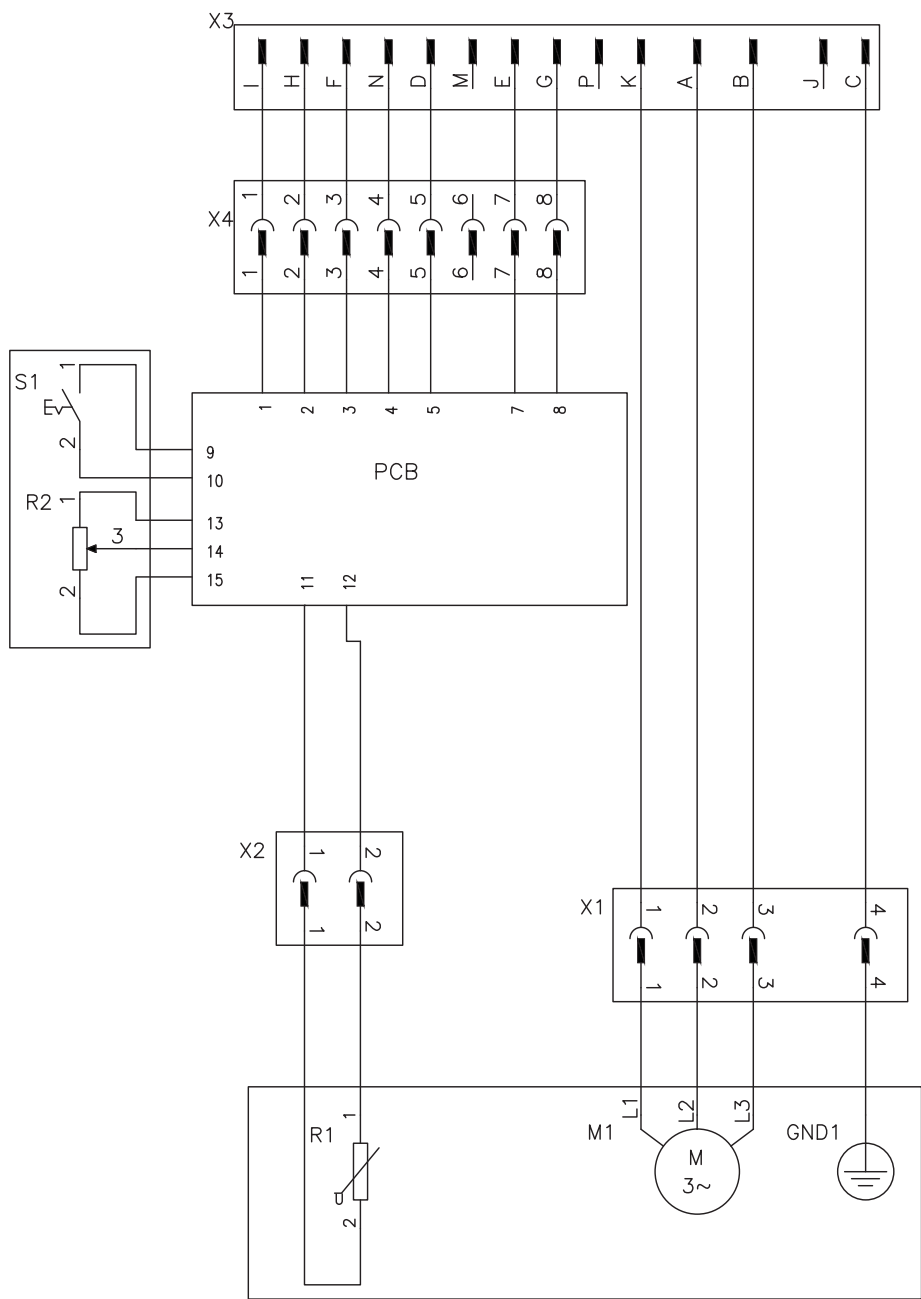 X3
I H F N D M E G P K A B J C
X4
1 2 3 4 5 6 7 8
1 2 3 4 5 6 7 8
S1
1
2
R2
1
3
2
1 2 3 4 5 7 8
9
10
13
14
15
PCB
11 12
X2
1 2
1 2
X1
1 2 3 4
1 2 3 4
R1
1
2
M1
L1 L2 L3
M
3~
GND1